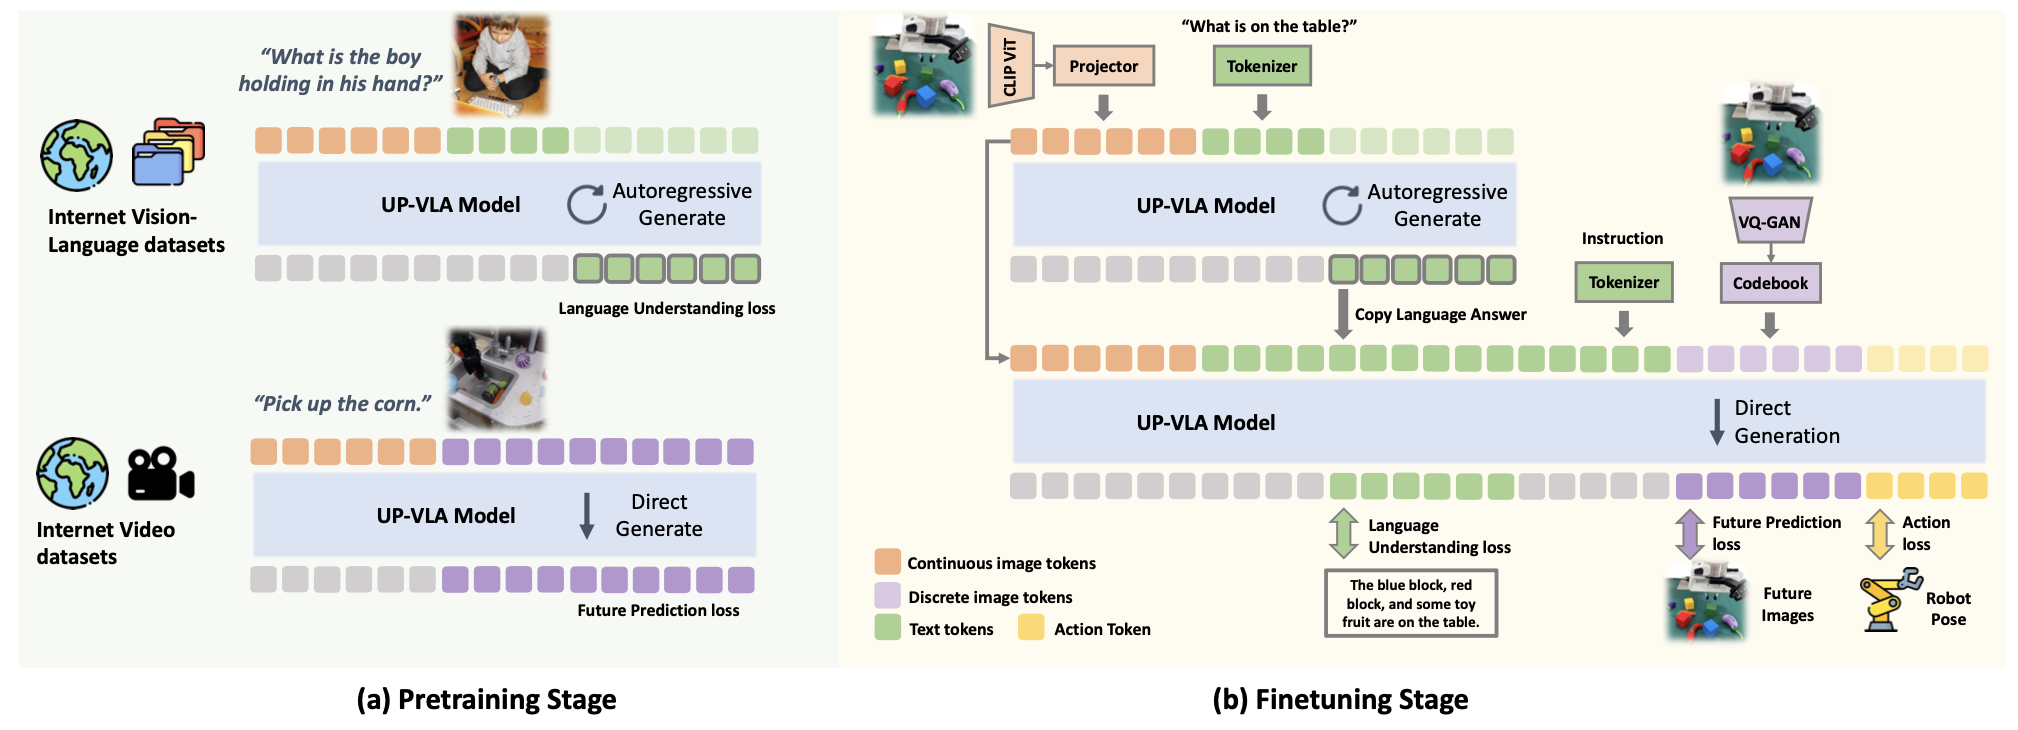 “What is the boy
holding in his hand?”
Internet Vision-
Language datasets
UP-VLA Model
Autoregressive
Generate
Language Understanding loss
“Pick up the corn.”
Internet Video
datasets
UP-VLA Model
Direct
Generate
Future Prediction loss
(a) Pretraining Stage
CLIP ViT
Projector
“What is on the table?”
Tokenizer
UP-VLA Model
Autoregressive
Generate
Copy Language Answer
Instruction
Tokenizer
VQ-GAN
Codebook
UP-VLA Model
Direct
Generation
Language
Understanding loss
The blue block, red
block, and some toy
fruit are on the table.
Future Prediction
loss
Future
Images
Action
loss
Robot
Pose
Continuous image tokens
Discrete image tokens
Text tokens
Action Token
(b) Finetuning Stage